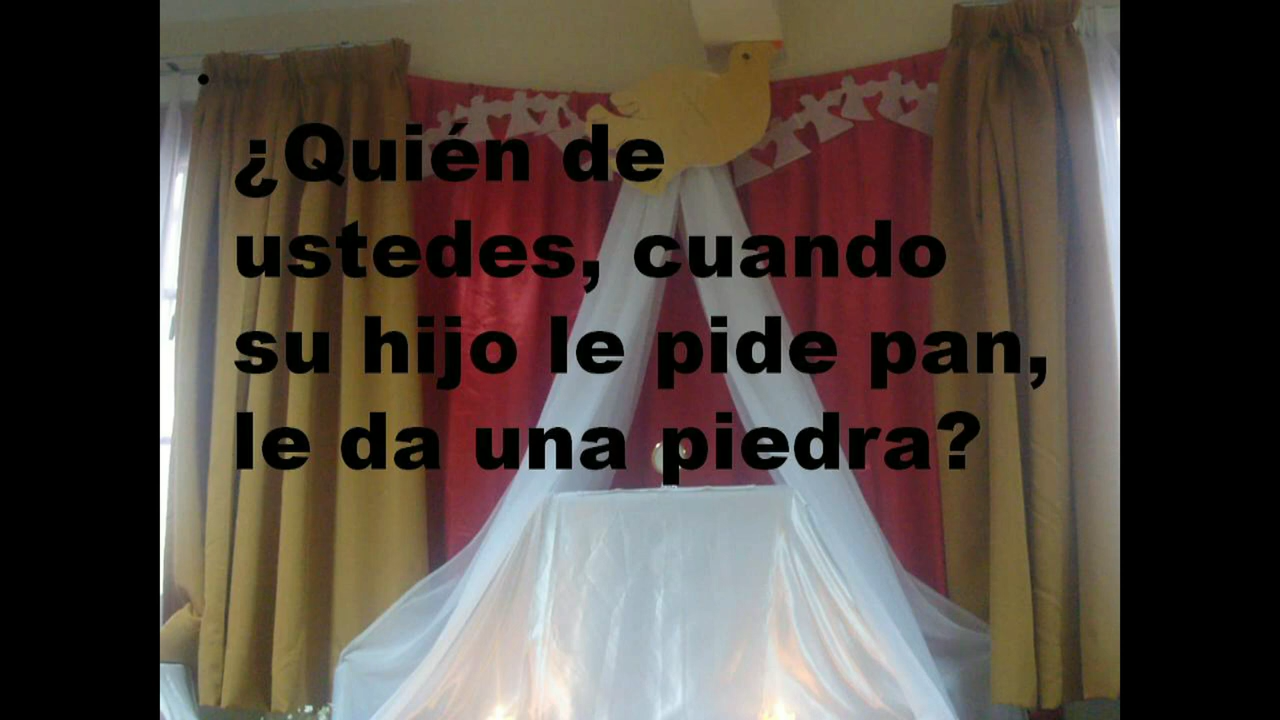 ¿Quién de
ustedes, cuando
su hijo le pide pan,
le da una piedra?